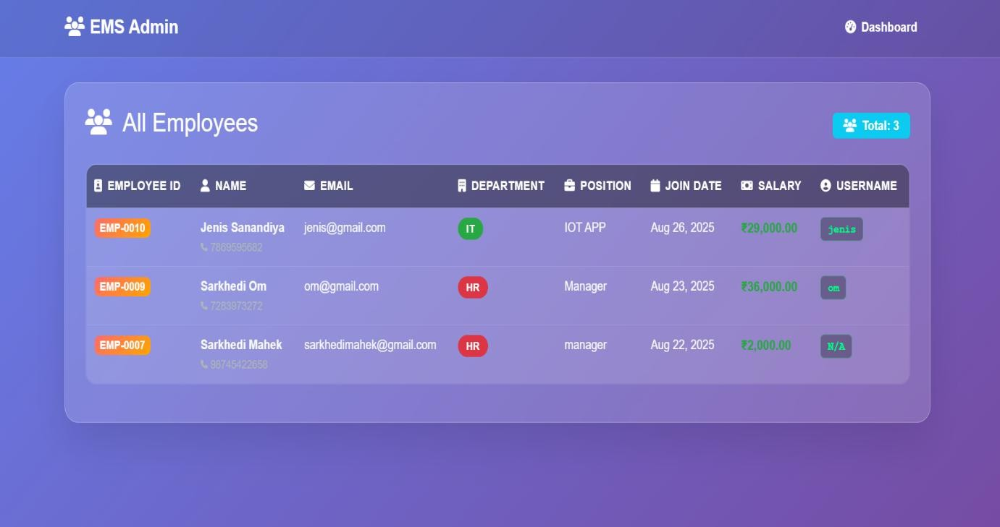 EMS Admin
Dashboard
All Employees
Total: 3
EMPLOYEE ID NAME EMAIL DEPARTMENT POSITION JOIN DATE SALARY USERNAME
EMP-0010 Jenis Sanandiya jenis@gmail.com IT IOT APP Aug 26, 2025 ₹29,000.00 jenis
7869595682
EMP-0009 Sarkhedi Om om@gmail.com HR Manager Aug 23, 2025 ₹36,000.00 om
7283973272
EMP-0007 Sarkhedi Mahek sarkhedimahek@gmail.com HR manager Aug 22, 2025 ₹2,000.00 N/A
98745422658